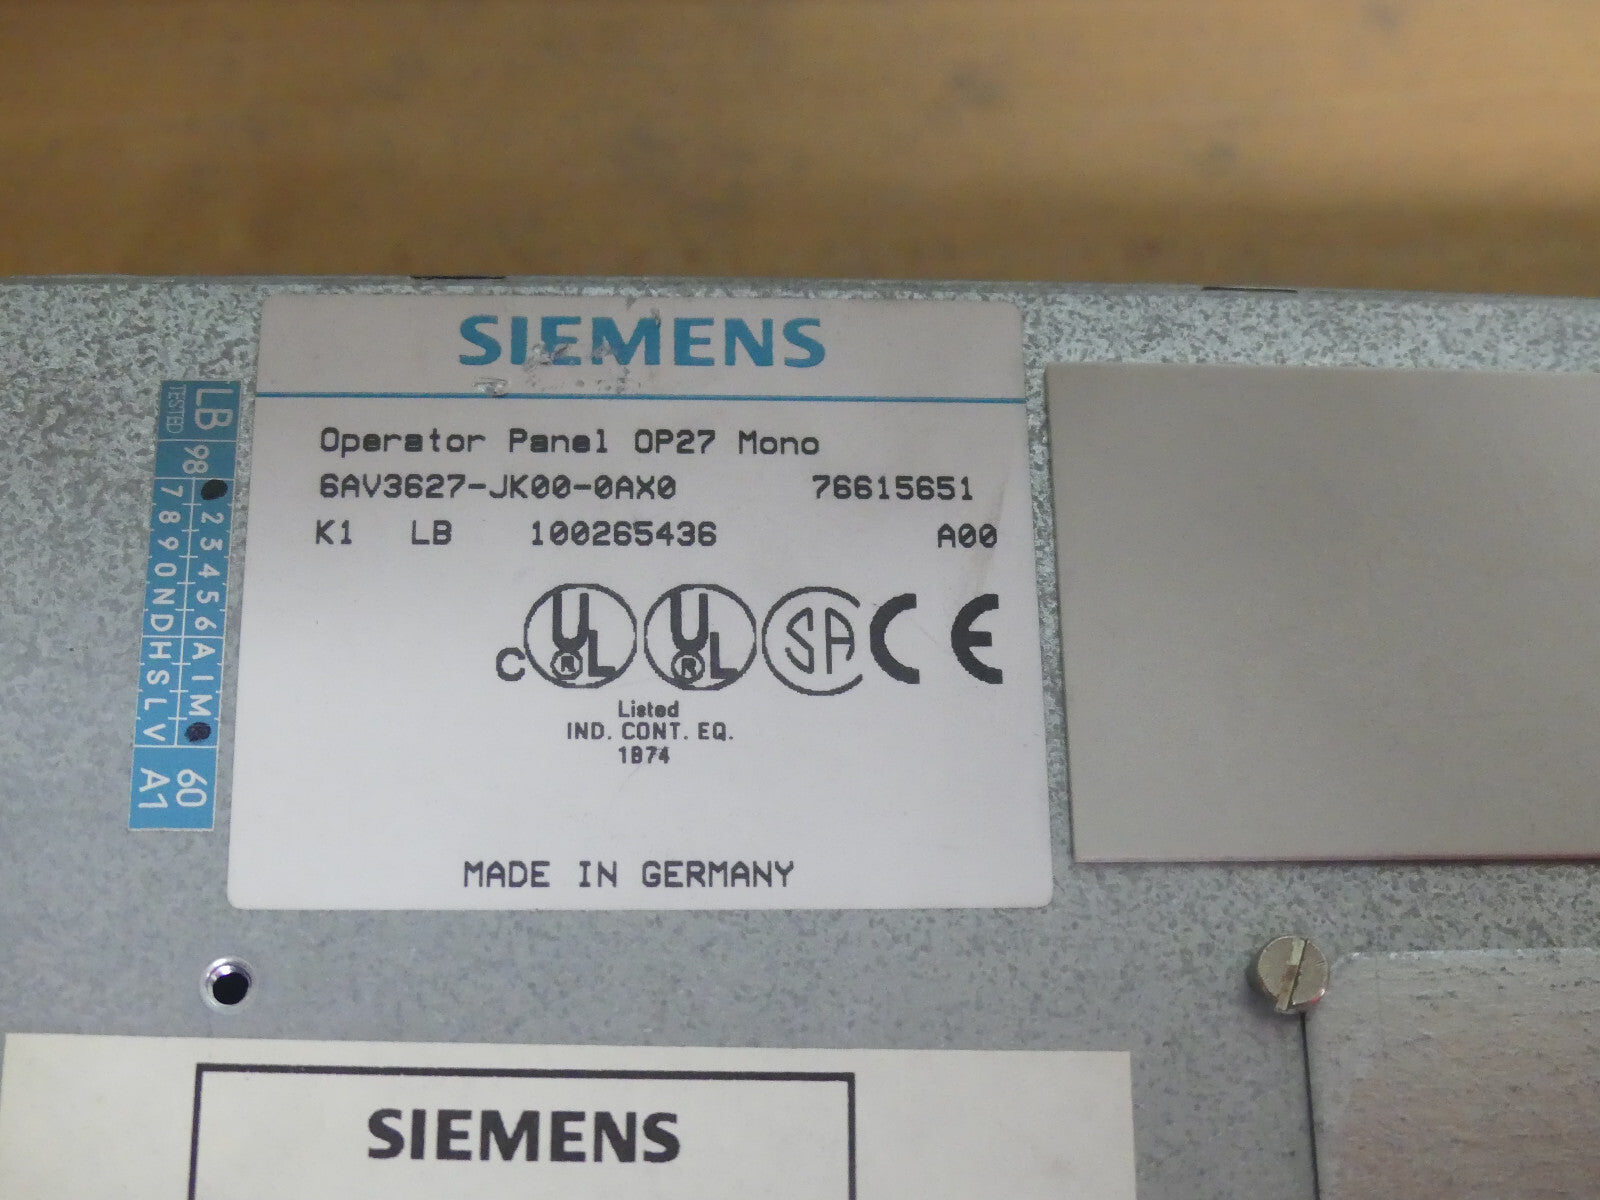 SIEMENS
Operator Panel OP27 Mono
6AV3627-JK00-0AX0 76615651
K1 LB 100265436 A00
C UL ® UL ® SA CE
Listed
IND. CONT. EQ.
1B74
MADE IN GERMANY
LB TESTED
98
2 3 4 5 6 A I M
7 8 9 0 N D H S L V
60
A1
SIEMENS